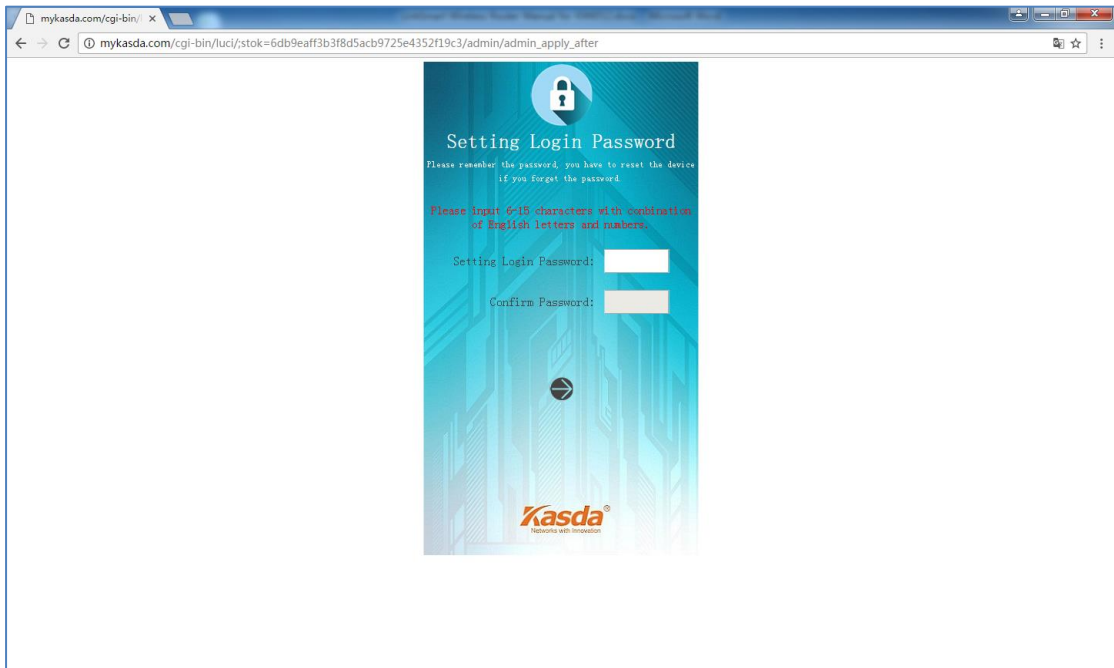 mykasda.com/cgi-bin/l
mykasda.com/cgi-bin/luci/;stok=6db9eaff3b3f8d5acb9725e4352f19c3/admin/admin_apply_after
Setting Login Password
Please remember the password, you have to reset the device
if you forget the password
Please input 6-15 characters with conbination
of English letters and numbers.
Setting Login Password:
Confirm Password:
Kasda®
Networks with Innovation